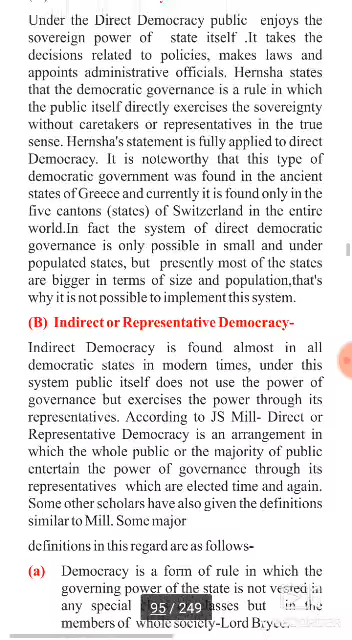 Under the Direct Democracy public enjoys the
sovereign power of state itself .It takes the
decisions related to policies, makes laws and
appoints administrative officials. Hernsha states
that the democratic governance is a rule in which
the public itself directly exercises the sovereignty
without caretakers or representatives in the true
sense. Hernsha's statement is fully applied to direct
Democracy. It is noteworthy that this type of
democratic government was found in the ancient
states of Greece and currently it is found only in the
five cantons (states) of Switzerland in the entire
world.In fact the system of direct democratic
governance is only possible in small and under
populated states, but presently most of the states
are bigger in terms of size and population,that's
why it is not possible to implement this system.
(B) Indirect or Representative Democracy-
Indirect Democracy is found almost in all
democratic states in modern times, under this
system public itself does not use the power of
governance but exercises the power through its
representatives. According to JS Mill- Direct or
Representative Democracy is an arrangement in
which the whole public or the majority of public
entertain the power of governance through its
representatives which are elected time and again.
Some other scholars have also given the definitions
similar to Mill. Some major
definitions in this regard are as follows-
(a) Democracy is a form of rule in which the
governing power of the state is not vested in
any special classes but in the
members of whole society-Lord Bryce.
95 / 249